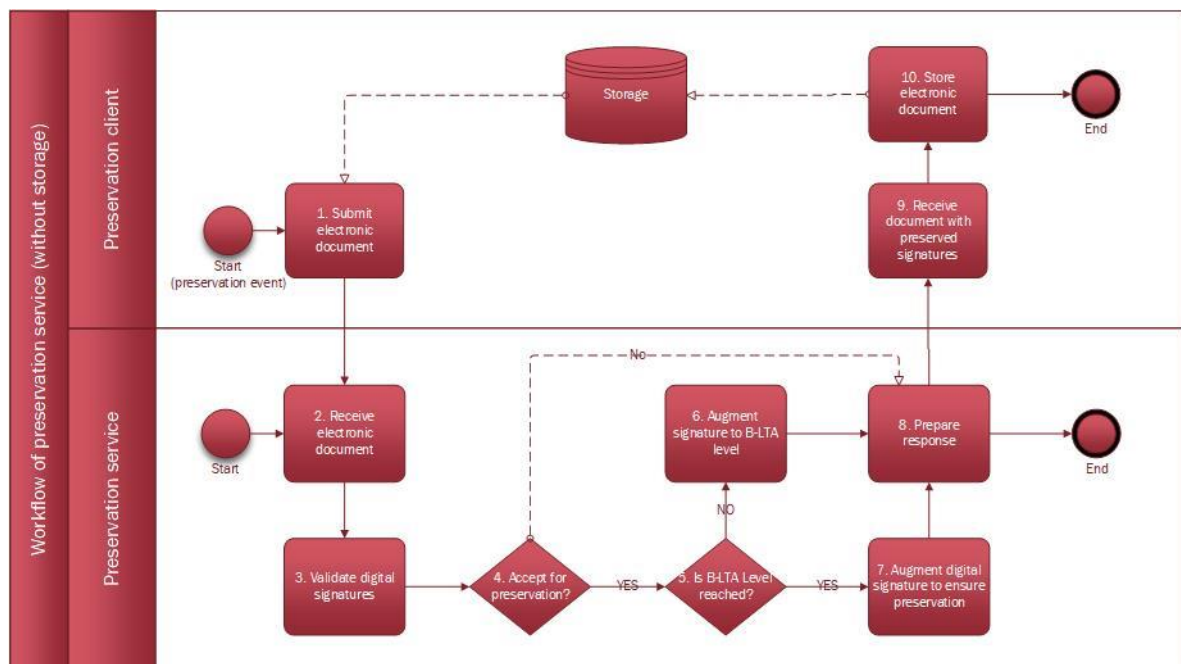 Workflow of preservation service (without storage)
Preservation client
Storage
10. Store
electronic
document
End
1. Submit
electronic
document
Start
(preservation event)
9. Receive
document with
preserved
signatures
Preservation service
No
2. Receive
electronic
document
Start
6. Augment
signature to B-LTA
level
8. Prepare
response
End
NO
3. Validate digital
signatures
4. Accept for
preservation?
YES
5. Is B-LTA Level
reached?
YES
7. Augment digital
signature to ensure
preservation